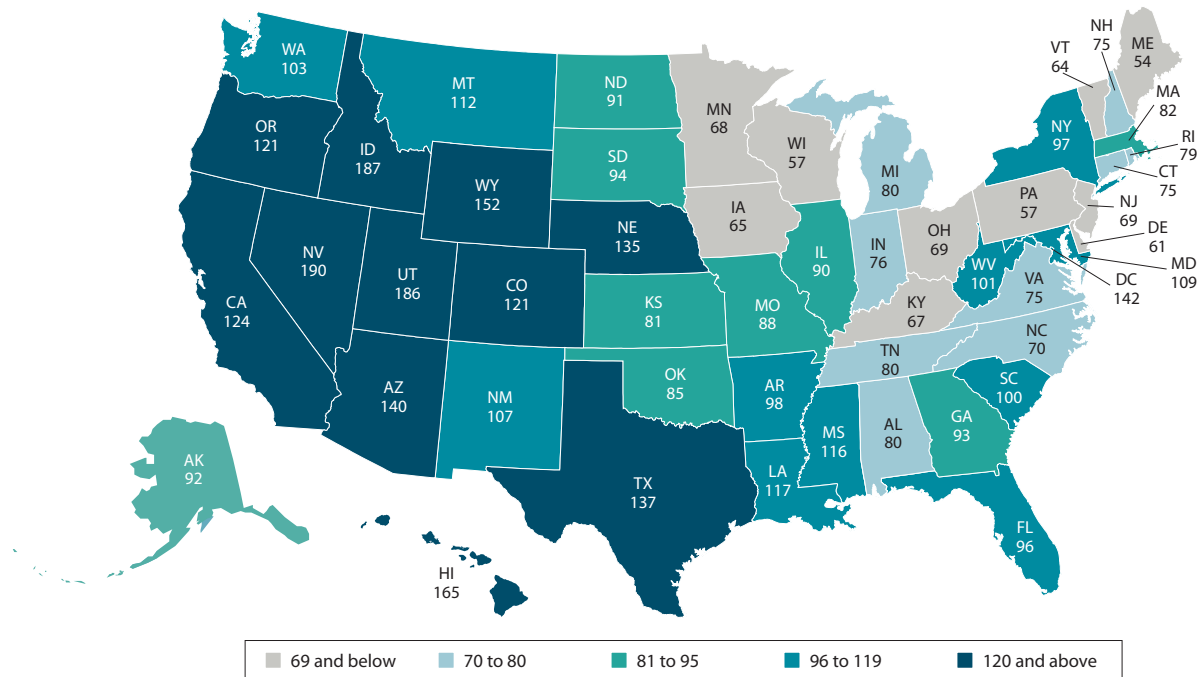 NH
75
VT
64
ME
54
WA
103
MT
112
ND
91
MN
68
MA
82
OR
121
ID
187
SD
94
WI
57
NY
97
RI
79
WY
152
MI
80
CT
75
IA
65
PA
57
NJ
69
NE
135
OH
69
DE
61
NV
190
UT
186
CO
121
IL
90
IN
76
WV
101
VA
75
MD
109
DC
142
CA
124
KS
81
MO
88
KY
67
NC
70
TN
80
AZ
140
NM
107
OK
85
AR
98
SC
100
MS
116
AL
80
GA
93
AK
92
TX
137
LA
117
FL
96
HI
165
69 and below
70 to 80
81 to 95
96 to 119
120 and above